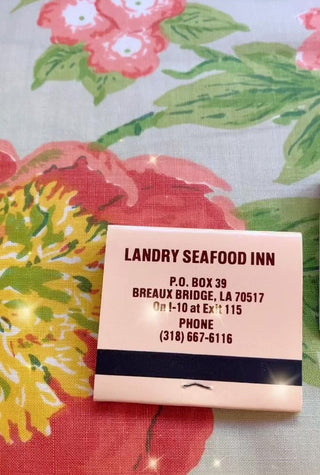 LANDRY SEAFOOD INN
P.O. BOX 39
BREAUX BRIDGE, LA 70517
On I-10 at Exit 115
PHONE
(318) 667-6116